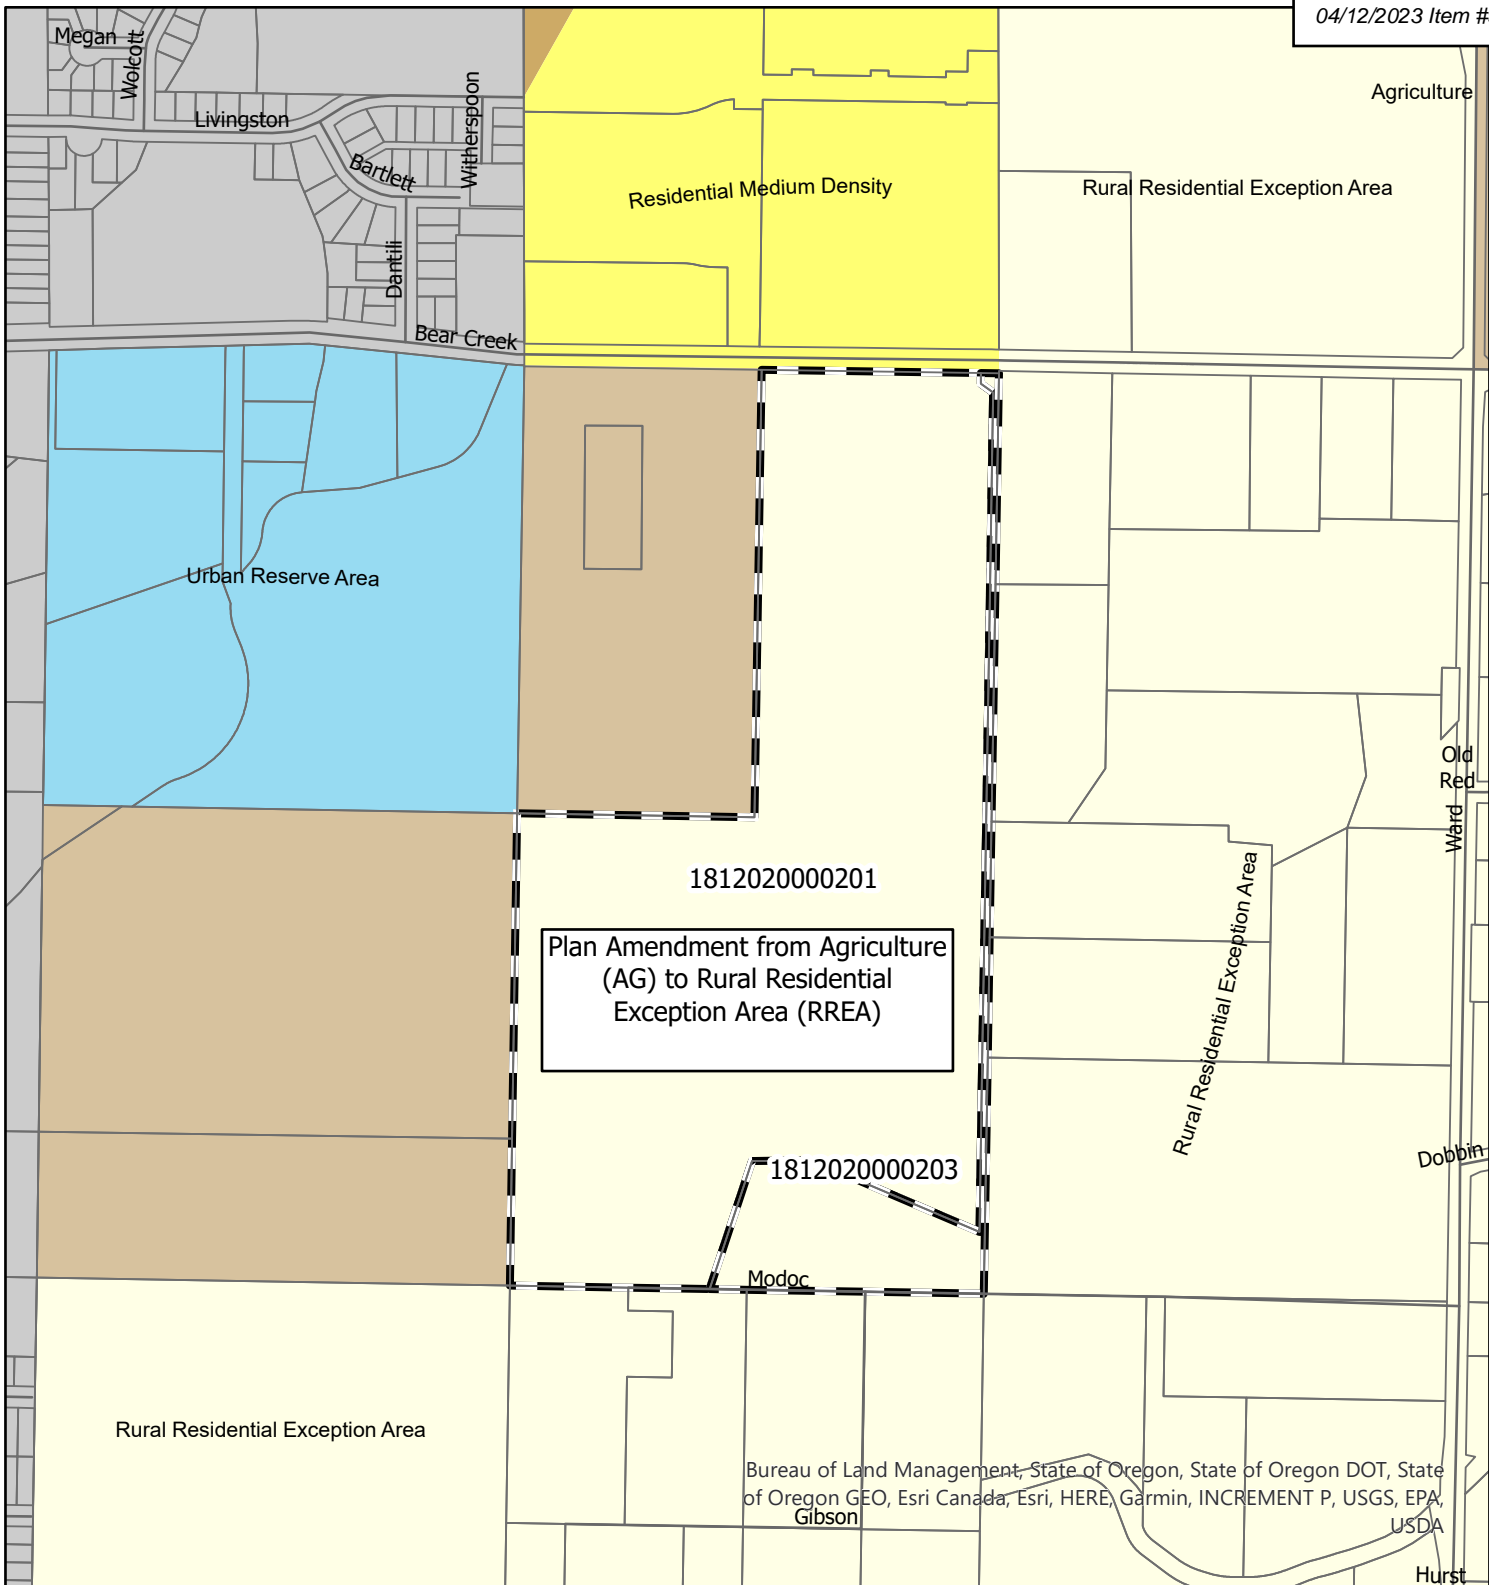 04/12/2023 Item #
Megan
Wolcott
Livingston
Witherspoon
Bartlett
Dantili
Bear Creek
Agriculture
Residential Medium Density
Rural Residential Exception Area
Urban Reserve Area
Old
Red
Ward
1812020000201
Plan Amendment from Agriculture
(AG) to Rural Residential
Exception Area (RREA)
Rural Residential Exception Area
1812020000203
Dobbin
Modoc
Rural Residential Exception Area
Bureau of Land Management, State of Oregon, State of Oregon DOT, State
of Oregon GEO, Esri Canada, Esri, HERE, Garmin, INCREMENT P, USGS, EPA,
USDA
Gibson
Hurst